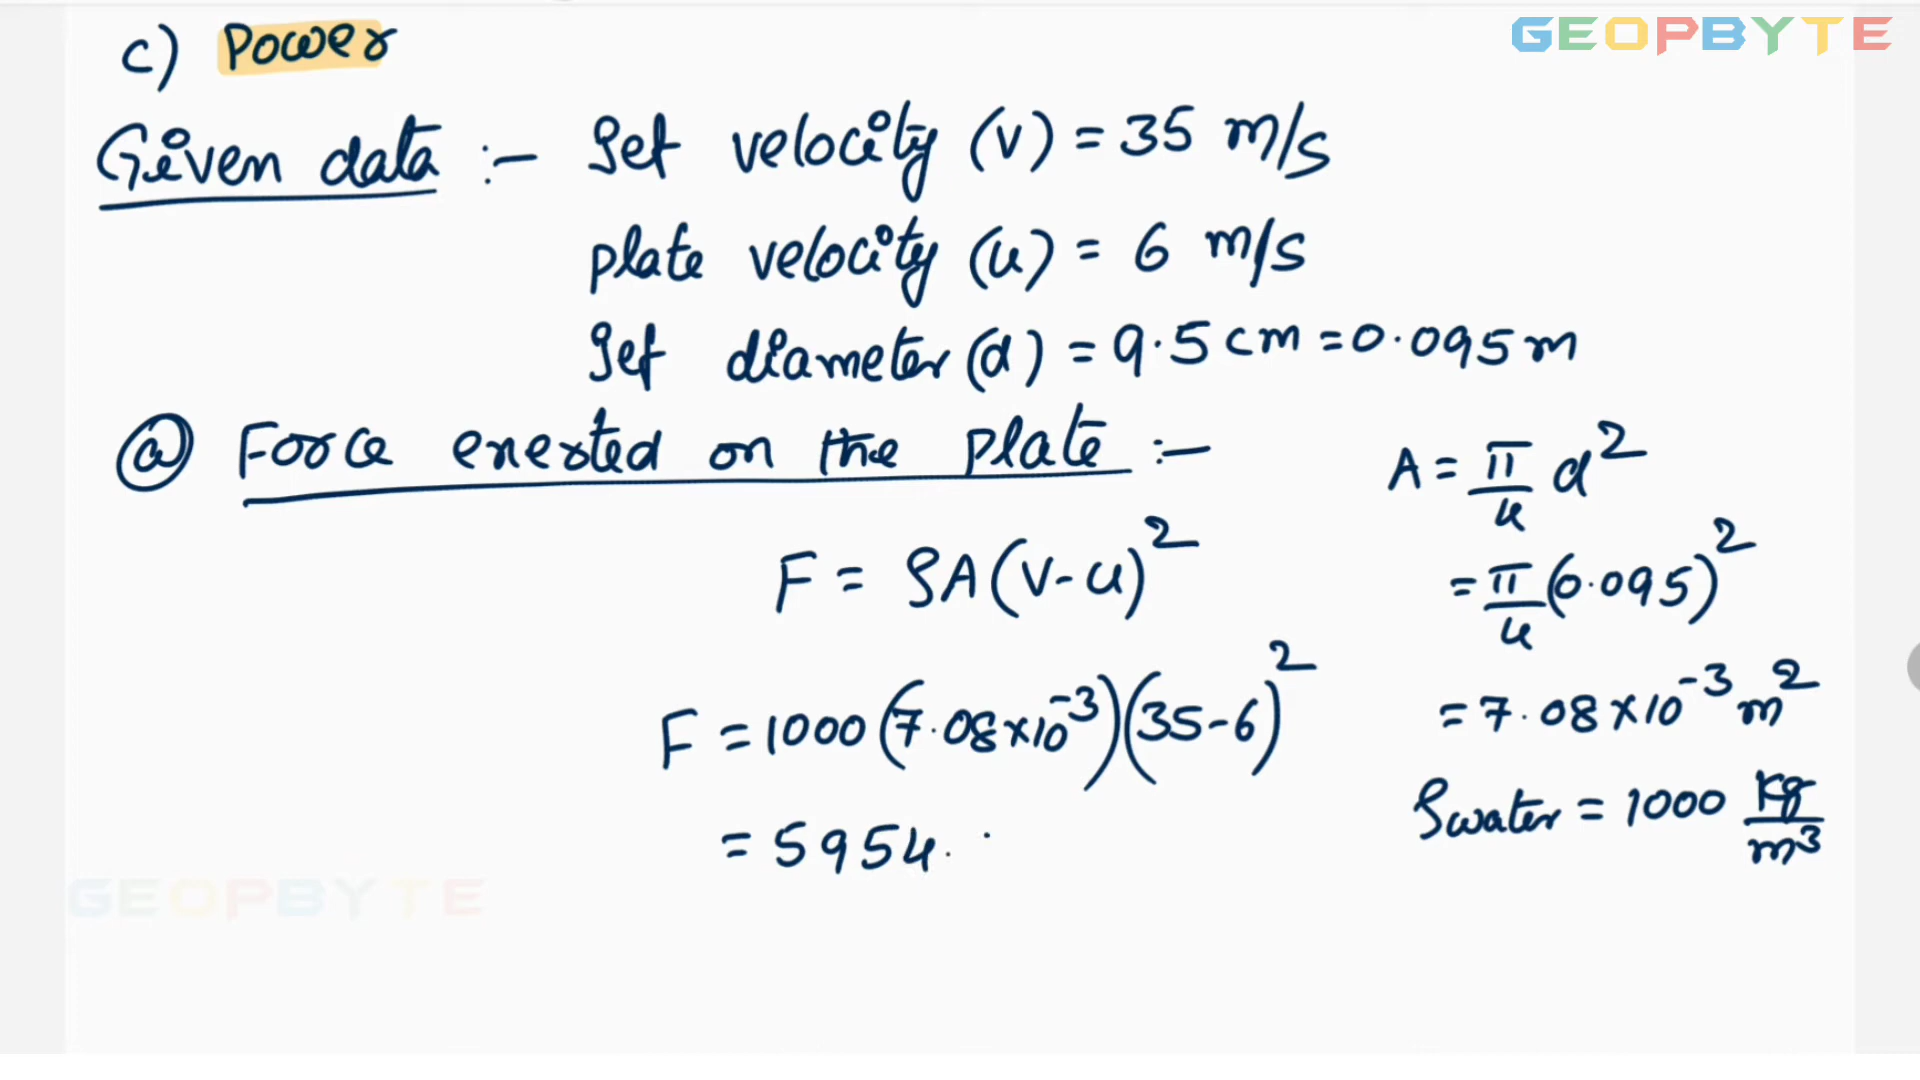 GEOPBYTE
c) Power
Given data :- Jet velocity (v) = 35 m/s
plate velocity (u) = 6 m/s
Jet diameter (d) = 9.5 cm = 0.095 m
(a) Force exerted on the plate :-
A = π/4 d²
F = ρA(v-u)²
= π/4 (0.095)²
F = 1000 (7.08×10⁻³)(35-6)²
= 7.08×10⁻³ m²
ρwater = 1000 kg/m³
= 5954.
GEOPBYTE